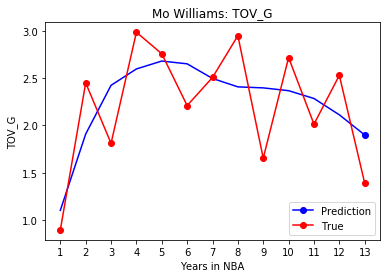 Mo Williams: TOV_G
3.0
2.5
2.0
1.5
1.0
TOV_G
1 2 3 4 5 6 7 8 9 10 11 12 13
Years in NBA
Prediction
True